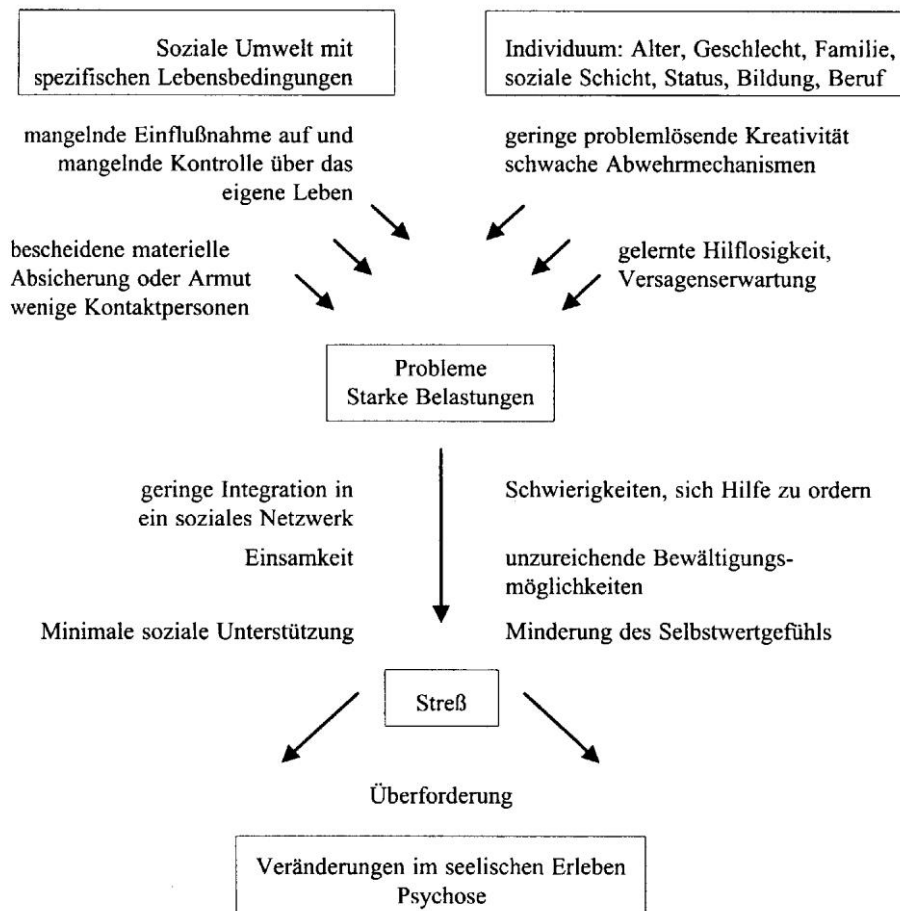 Soziale Umwelt mit
spezifischen Lebensbedingungen
Individuum: Alter, Geschlecht, Familie,
soziale Schicht, Status, Bildung, Beruf
mangelnde Einflußnahme auf und
mangelnde Kontrolle über das
eigene Leben
geringe problemlösende Kreativität
schwache Abwehrmechanismen
bescheidene materielle
Absicherung oder Armut
wenige Kontaktpersonen
gelernte Hilflosigkeit,
Versagenserwartung
Probleme
Starke Belastungen
geringe Integration in
ein soziales Netzwerk
Schwierigkeiten, sich Hilfe zu ordern
Einsamkeit
unzureichende Bewältigungs-
möglichkeiten
Minimale soziale Unterstützung
Minderung des Selbstwertgefühls
Streß
Überforderung
Veränderungen im seelischen Erleben
Psychose